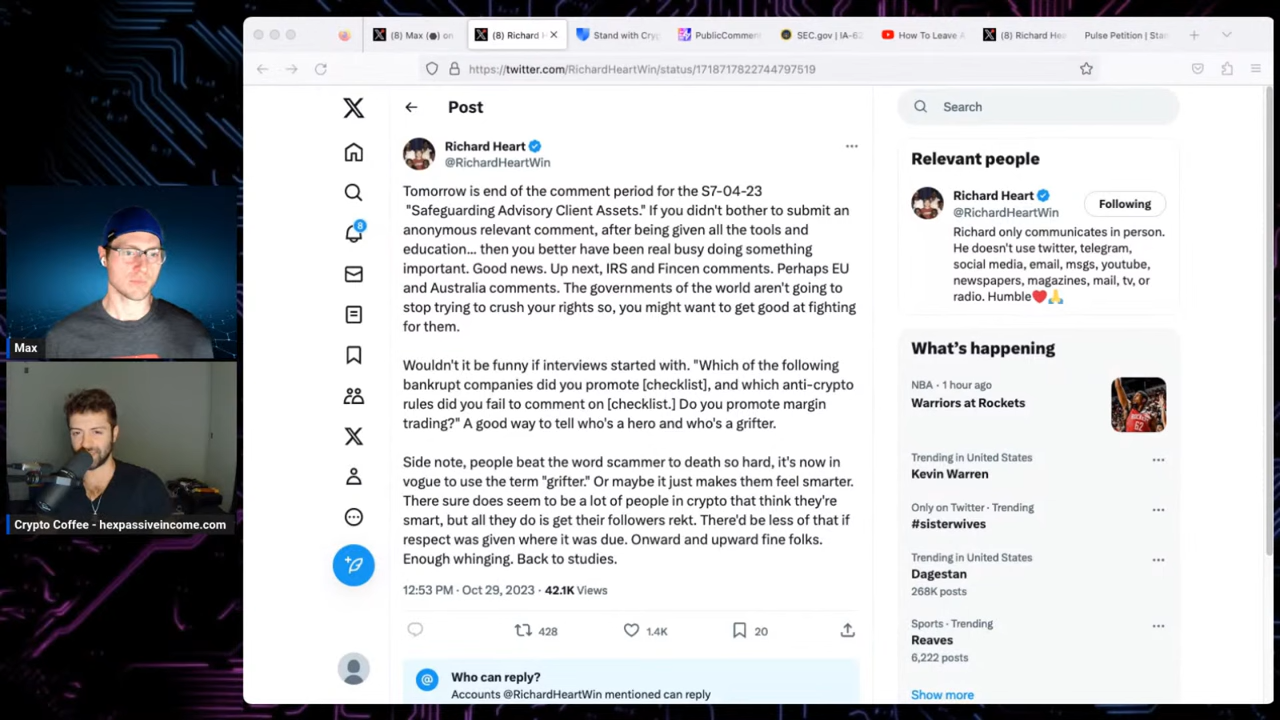 (8) Max (●) on
(8) Richard H
Stand with Cry
PublicComment
SEC.gov | IA-62
How To Leave A
(8) Richard Hea
Pulse Petition | Stan
https://twitter.com/RichardHeartWin/status/1718717822744797519
Post
Richard Heart
@RichardHeartWin
Tomorrow is end of the comment period for the S7-04-23
"Safeguarding Advisory Client Assets." If you didn't bother to submit an
anonymous relevant comment, after being given all the tools and
education... then you better have been real busy doing something
important. Good news. Up next, IRS and Fincen comments. Perhaps EU
and Australia comments. The governments of the world aren't going to
stop trying to crush your rights so, you might want to get good at fighting
for them.
Wouldn't it be funny if interviews started with. "Which of the following
bankrupt companies did you promote [checklist], and which anti-crypto
rules did you fail to comment on [checklist.] Do you promote margin
trading?" A good way to tell who's a hero and who's a grifter.
Side note, people beat the word scammer to death so hard, it's now in
vogue to use the term "grifter." Or maybe it just makes them feel smarter.
There sure does seem to be a lot of people in crypto that think they're
smart, but all they do is get their followers rekt. There'd be less of that if
respect was given where it was due. Onward and upward fine folks.
Enough whinging. Back to studies.
12:53 PM · Oct 29, 2023 · 42.1K Views
428
1.4K
20
Who can reply?
Accounts @RichardHeartWin mentioned can reply
8
Search
Relevant people
Richard Heart
@RichardHeartWin
Following
Richard only communicates in person.
He doesn't use twitter, telegram,
social media, email, msgs, youtube,
newspapers, magazines, mail, tv, or
radio. Humble❤️🙏
What's happening
NBA · 1 hour ago
Warriors at Rockets
Trending in United States
Kevin Warren
Only on Twitter · Trending
#sisterwives
Trending in United States
Dagestan
268K posts
Sports · Trending
Reaves
6,222 posts
Show more
Max
Crypto Coffee - hexpassiveincome.com